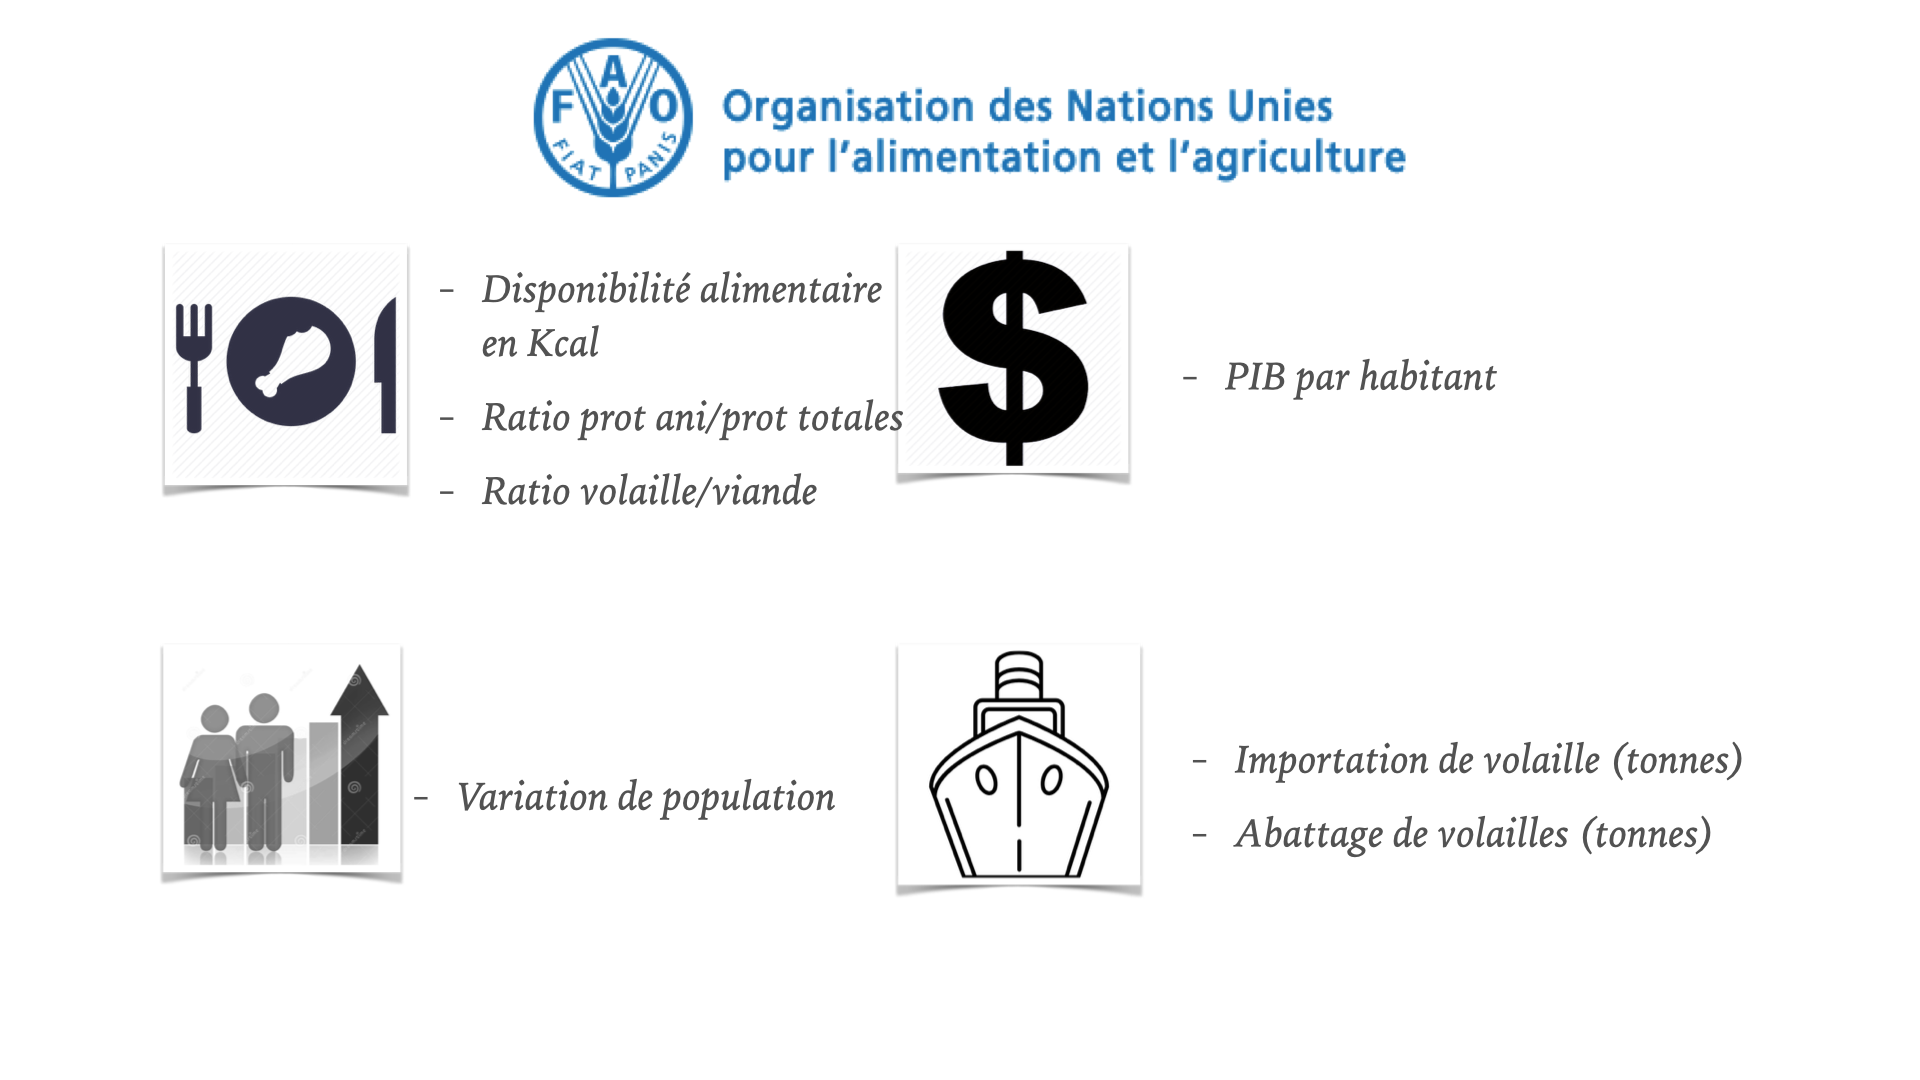 FAO
FIAT PANIS
Organisation des Nations Unies
pour l'alimentation et l'agriculture
- Disponibilité alimentaire
en Kcal
- Ratio prot ani/prot totales
- Ratio volaille/viande
$
- PIB par habitant
- Variation de population
- Importation de volaille (tonnes)
- Abattage de volailles (tonnes)